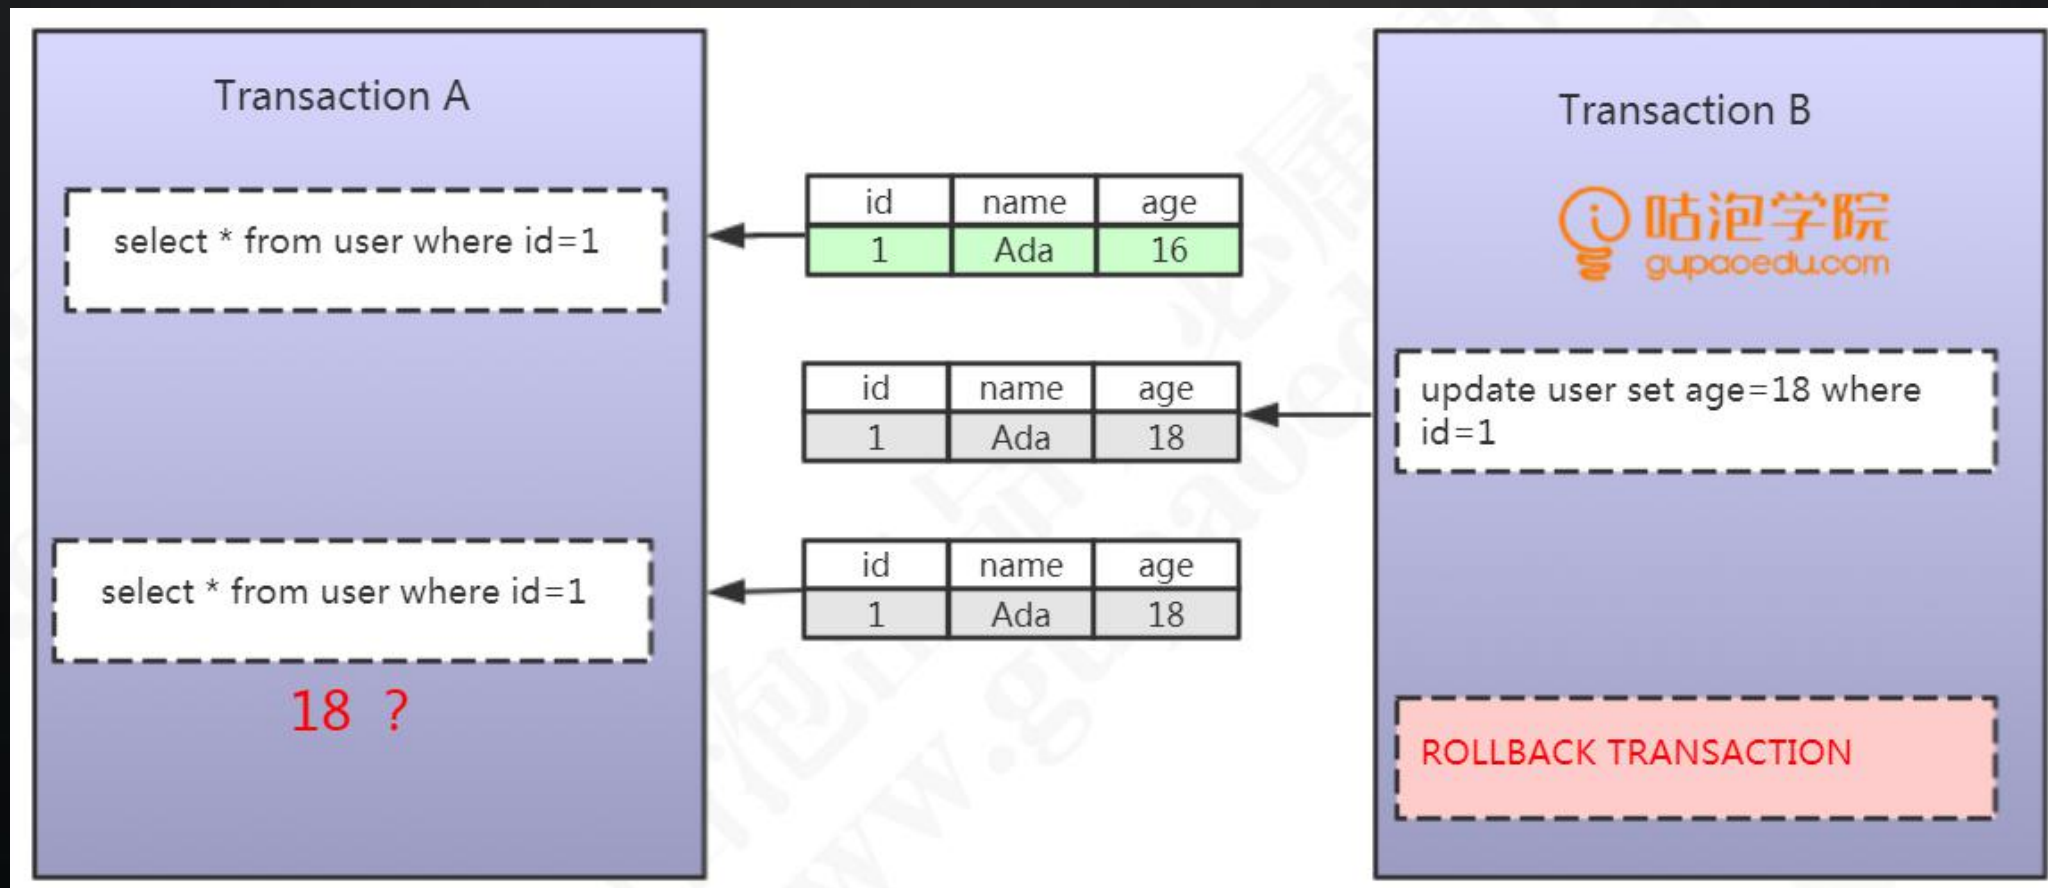 Transaction A
Transaction B
咕泡学院
gupaoedu.com
id name age
1 Ada 16
select * from user where id=1
id name age
1 Ada 18
update user set age=18 where
id=1
id name age
1 Ada 18
select * from user where id=1
18 ?
ROLLBACK TRANSACTION